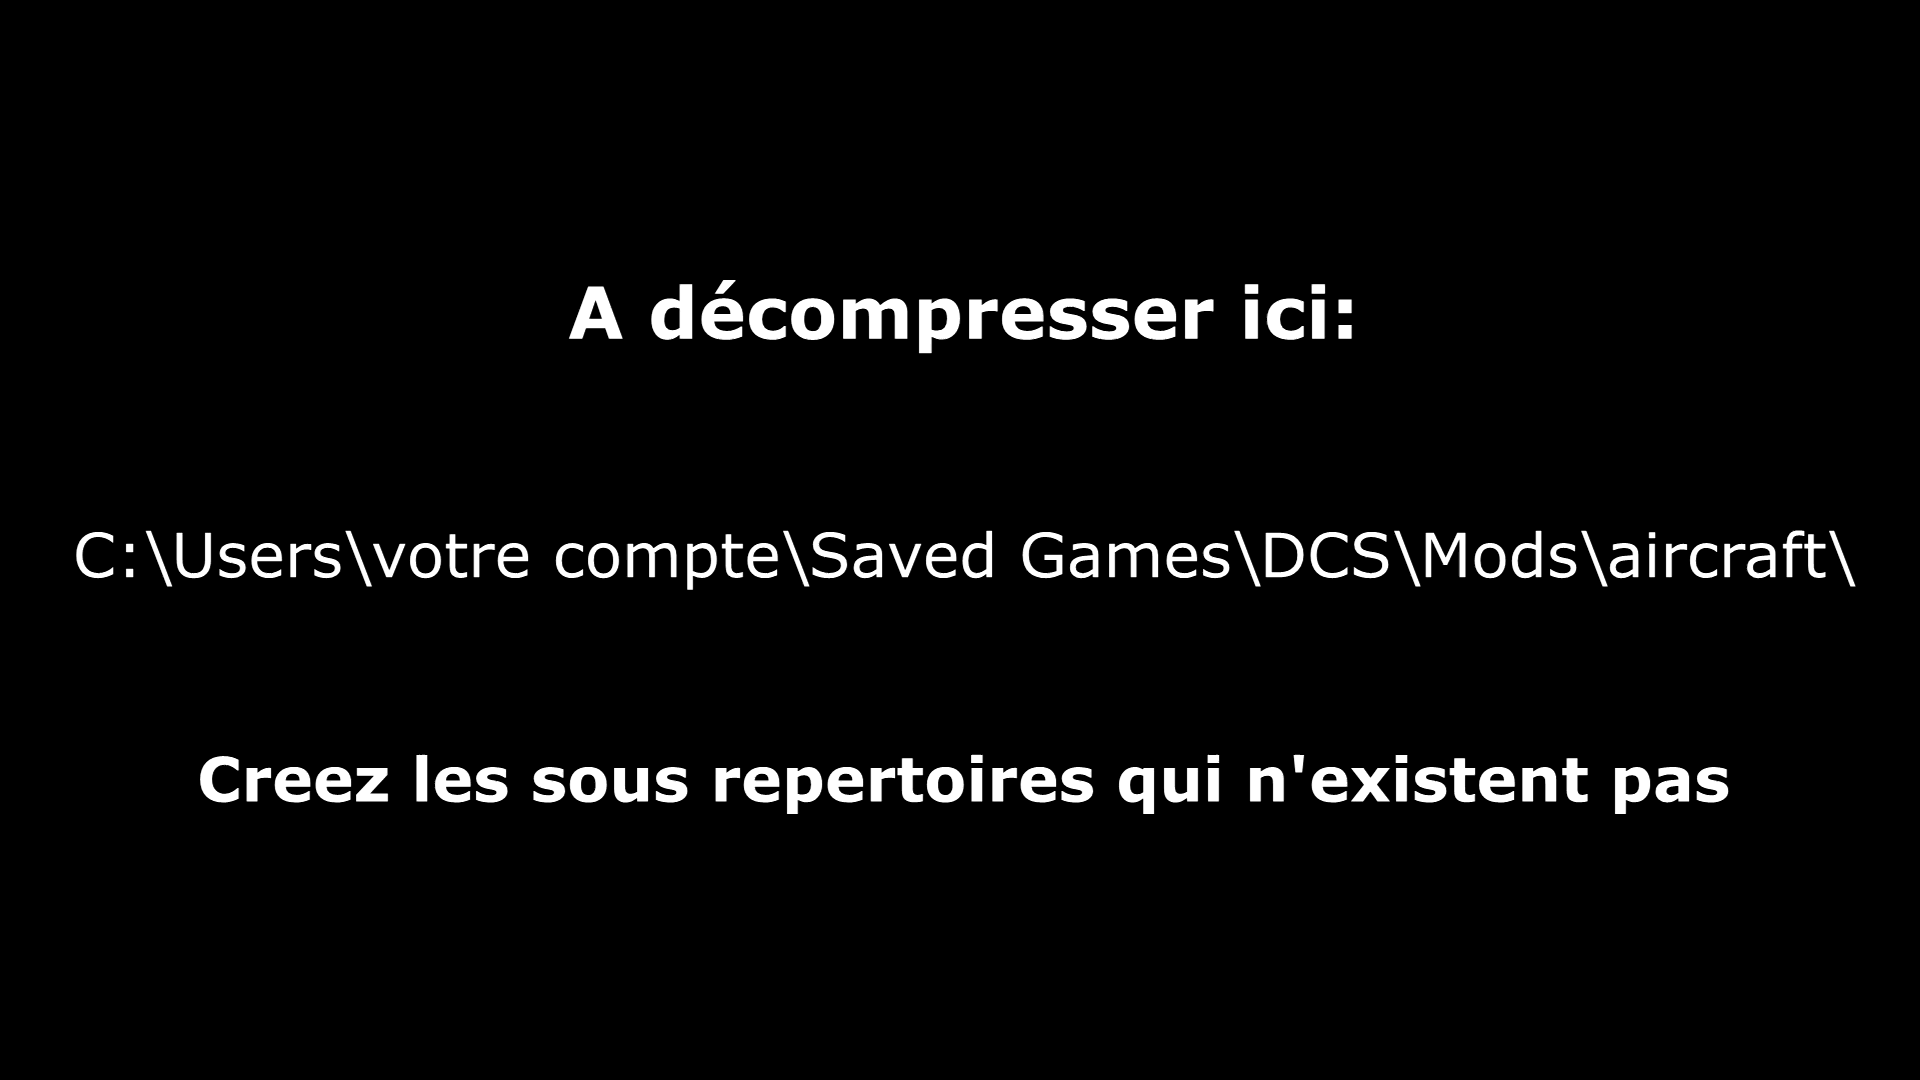 A décompresser ici:
C:\Users\votre compte\Saved Games\DCS\Mods\aircraft\
Creez les sous repertoires qui n'existent pas